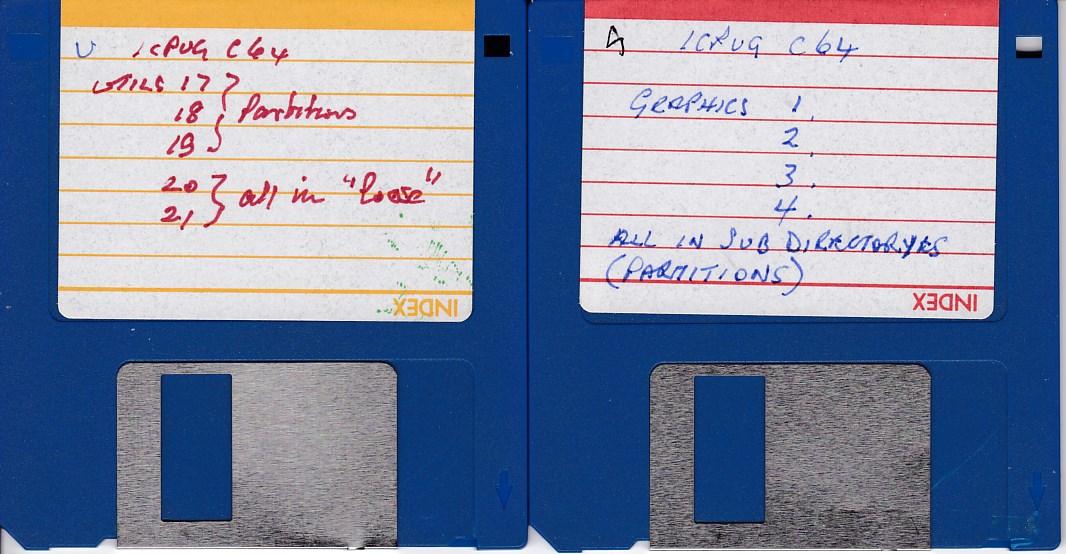 U ICPUG C64
UTILS 17
18 Partitions
19
20 all in "loose"
21
INDEX
ICPUG C64
GRAPHICS 1.
2.
3.
4.
ALL IN SUB DIRECTORYES
(PARTITIONS)
INDEX